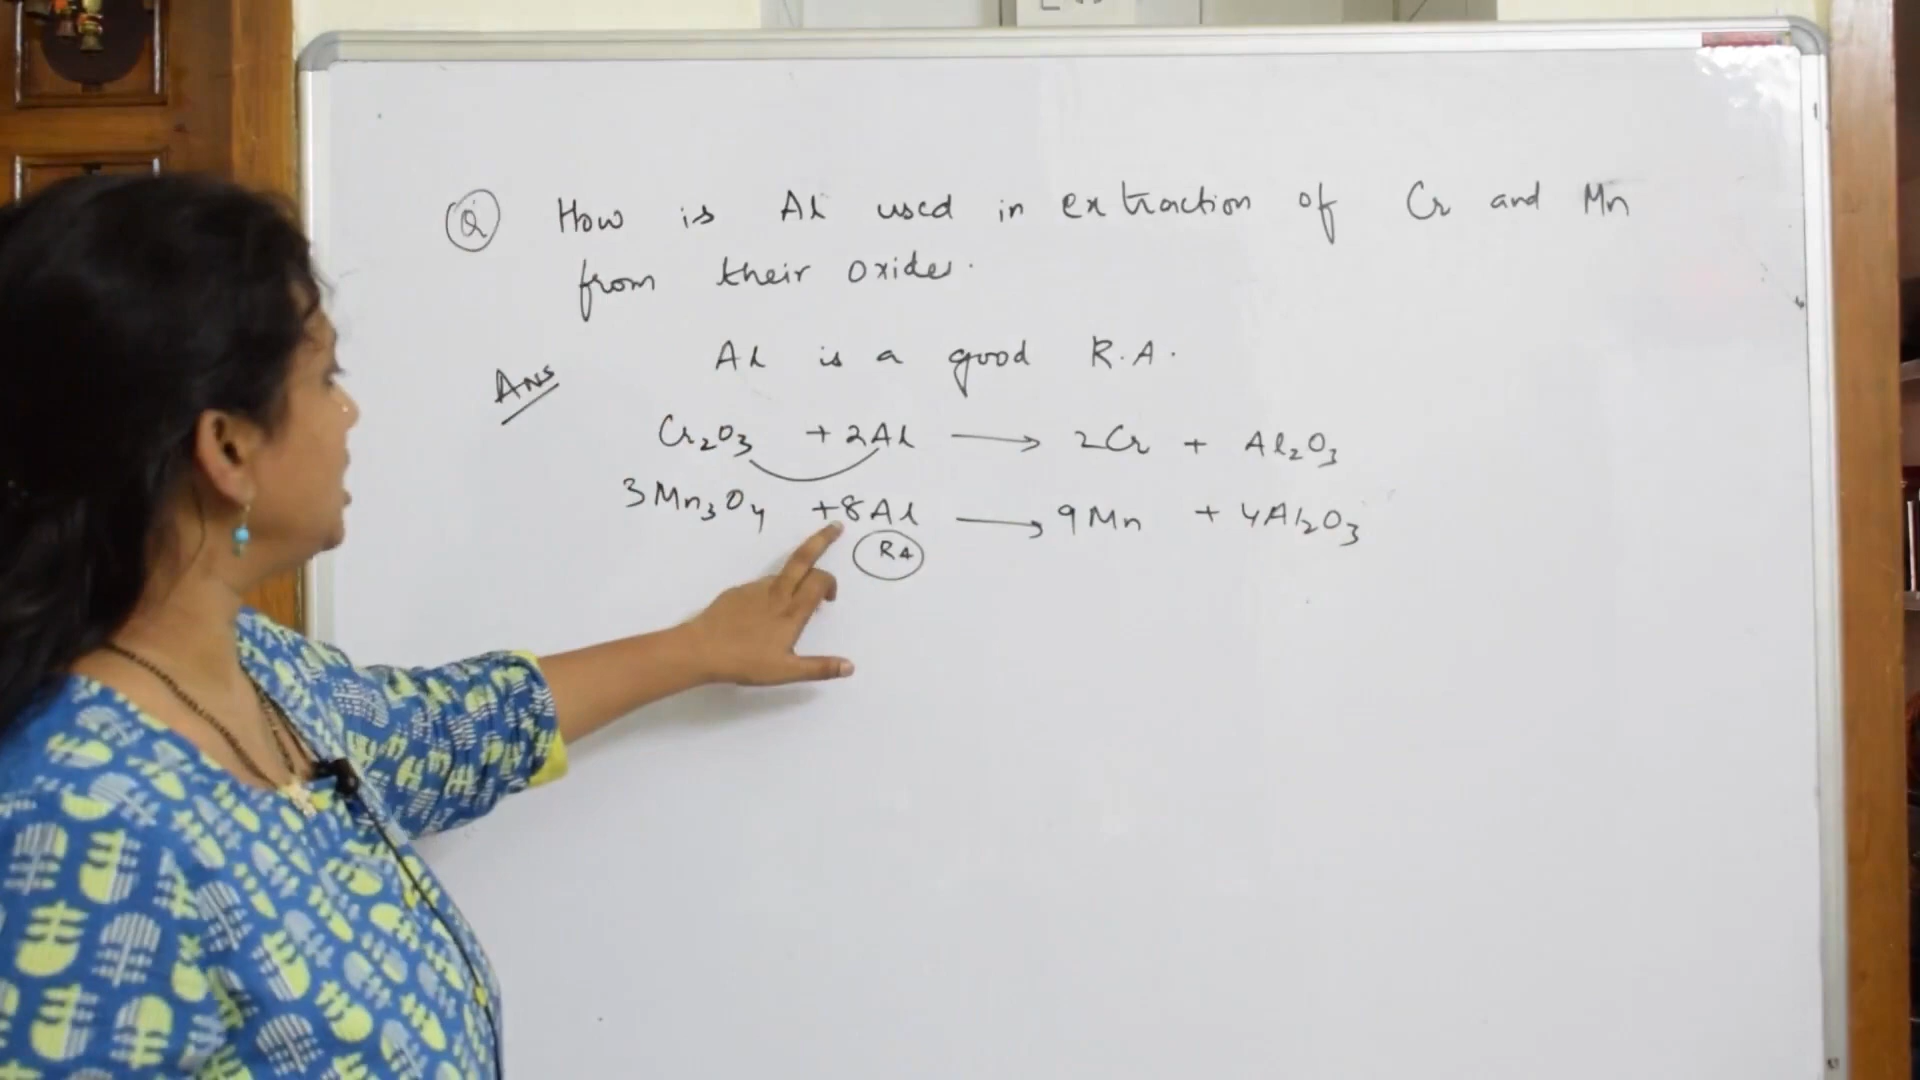 Q How is Al used in extraction of Cr and Mn
from their oxides.
Ans Al is a good R.A.
Cr₂O₃ + 2Al → 2Cr + Al₂O₃
3Mn₃O₄ + 8Al → 9Mn + 4Al₂O₃
RA